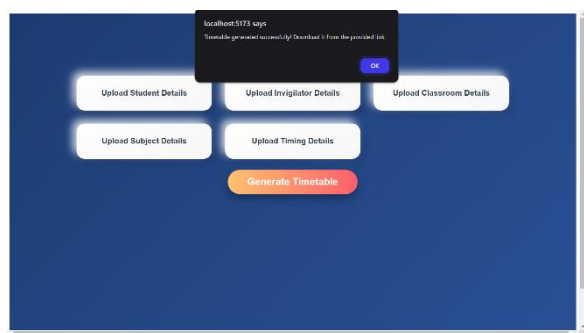 localhost:5173 says
Timetable generated successfully! Download it from the provided link.
OK
Upload Student Details
Upload Invigilator Details
Upload Classroom Details
Upload Subject Details
Upload Timing Details
Generate Timetable